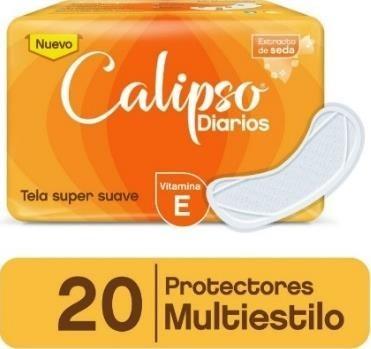 Nuevo
Extracto
de seda
Calipso®
Diarios
Tela super suave
Vitamina
E
20
Protectores
Multiestilo